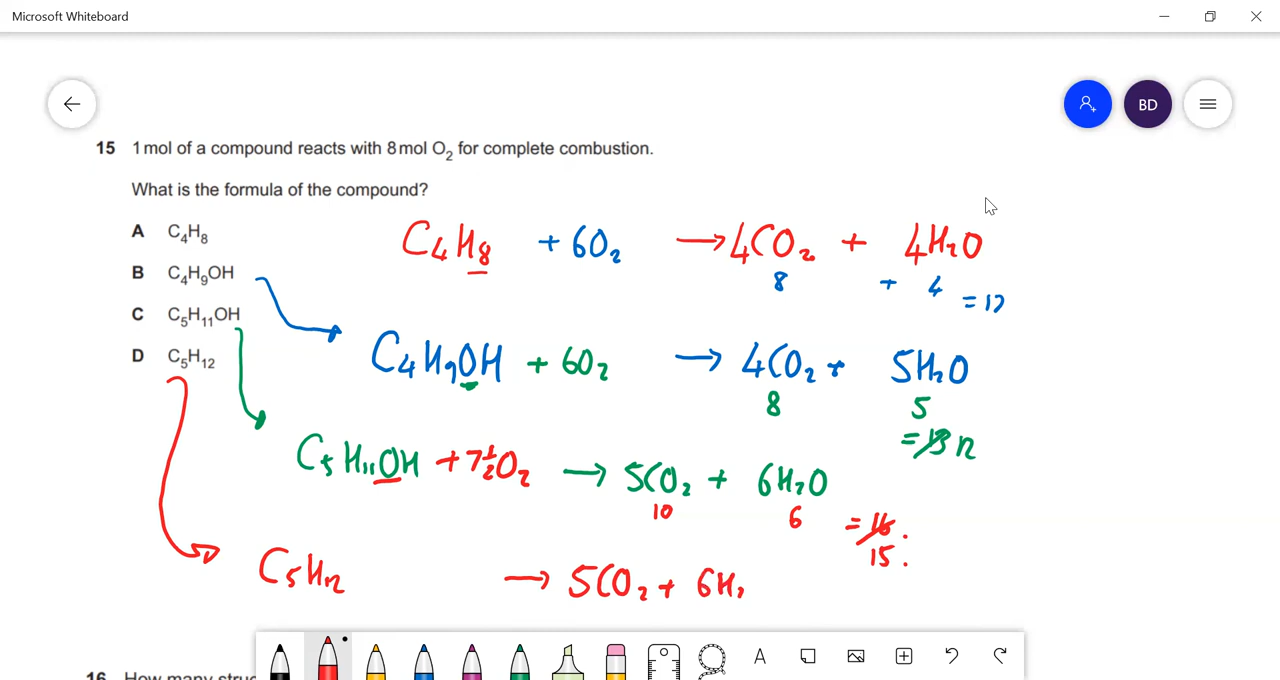 Microsoft Whiteboard
BD
15 1 mol of a compound reacts with 8 mol O₂ for complete combustion.
What is the formula of the compound?
A C₄H₈
B C₄H₉OH
C C₅H₁₁OH
D C₅H₁₂
C₄H₈ + 6O₂ → 4CO₂ + 4H₂O
8 + 4 = 12
C₄H₉OH + 6O₂ → 4CO₂ + 5H₂O
8 5
= 13 12
C₅H₁₁OH + 7½O₂ → 5CO₂ + 6H₂O
10 6 = 16.
15.
C₅H₁₂ → 5CO₂ + 6H₂
A
16 How many